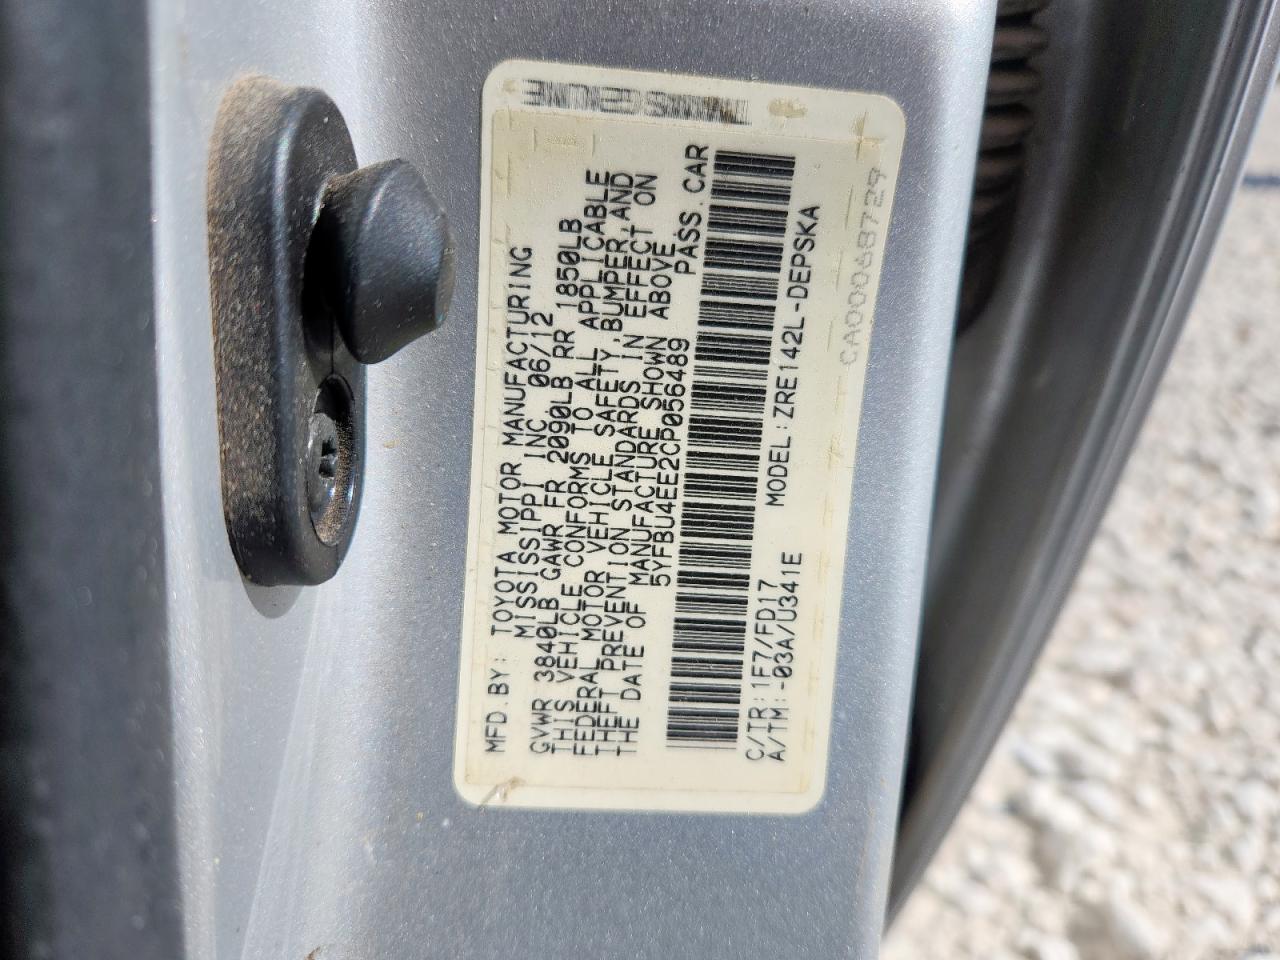 MFD.BY: TOYOTA MOTOR MANUFACTURING
MISSISSIPPI INC 06/12
GVWR 3840LB GAWR FR 2090LB RR 1850LB
THIS VEHICLE CONFORMS TO ALL APPLICABLE
FEDERAL MOTOR VEHICLE SAFETY,BUMPER,AND
THEFT PREVENTION STANDARDS IN EFFECT ON
THE DATE OF MANUFACTURE SHOWN ABOVE
5YFBU4EE2CP056489 PASS.CAR
C/TR:1F7/FD17 MODEL:ZRE142L-DEPSKA
A/TM:-03A/U341E
CA00068729